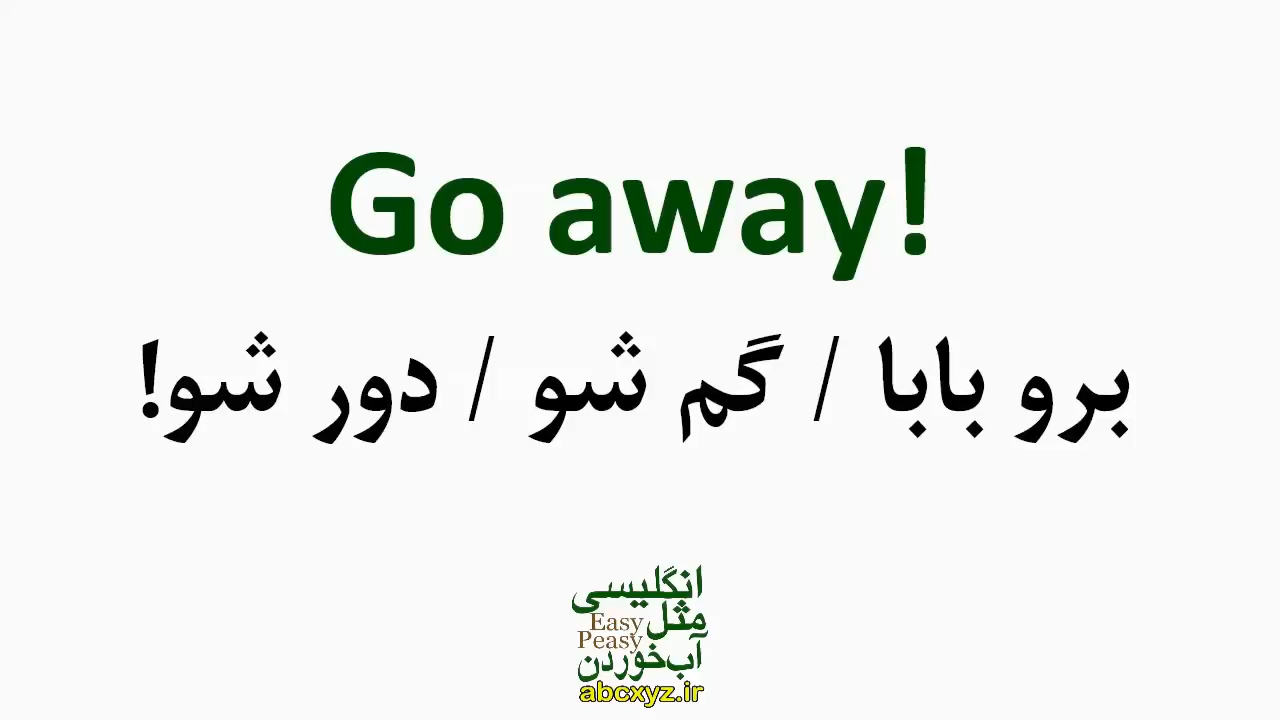 Go away!
برو بابا / گم شو / دور شو!
انگلیسی
مثل Easy
Peasy
آب‌خوردن
abcxyz.ir